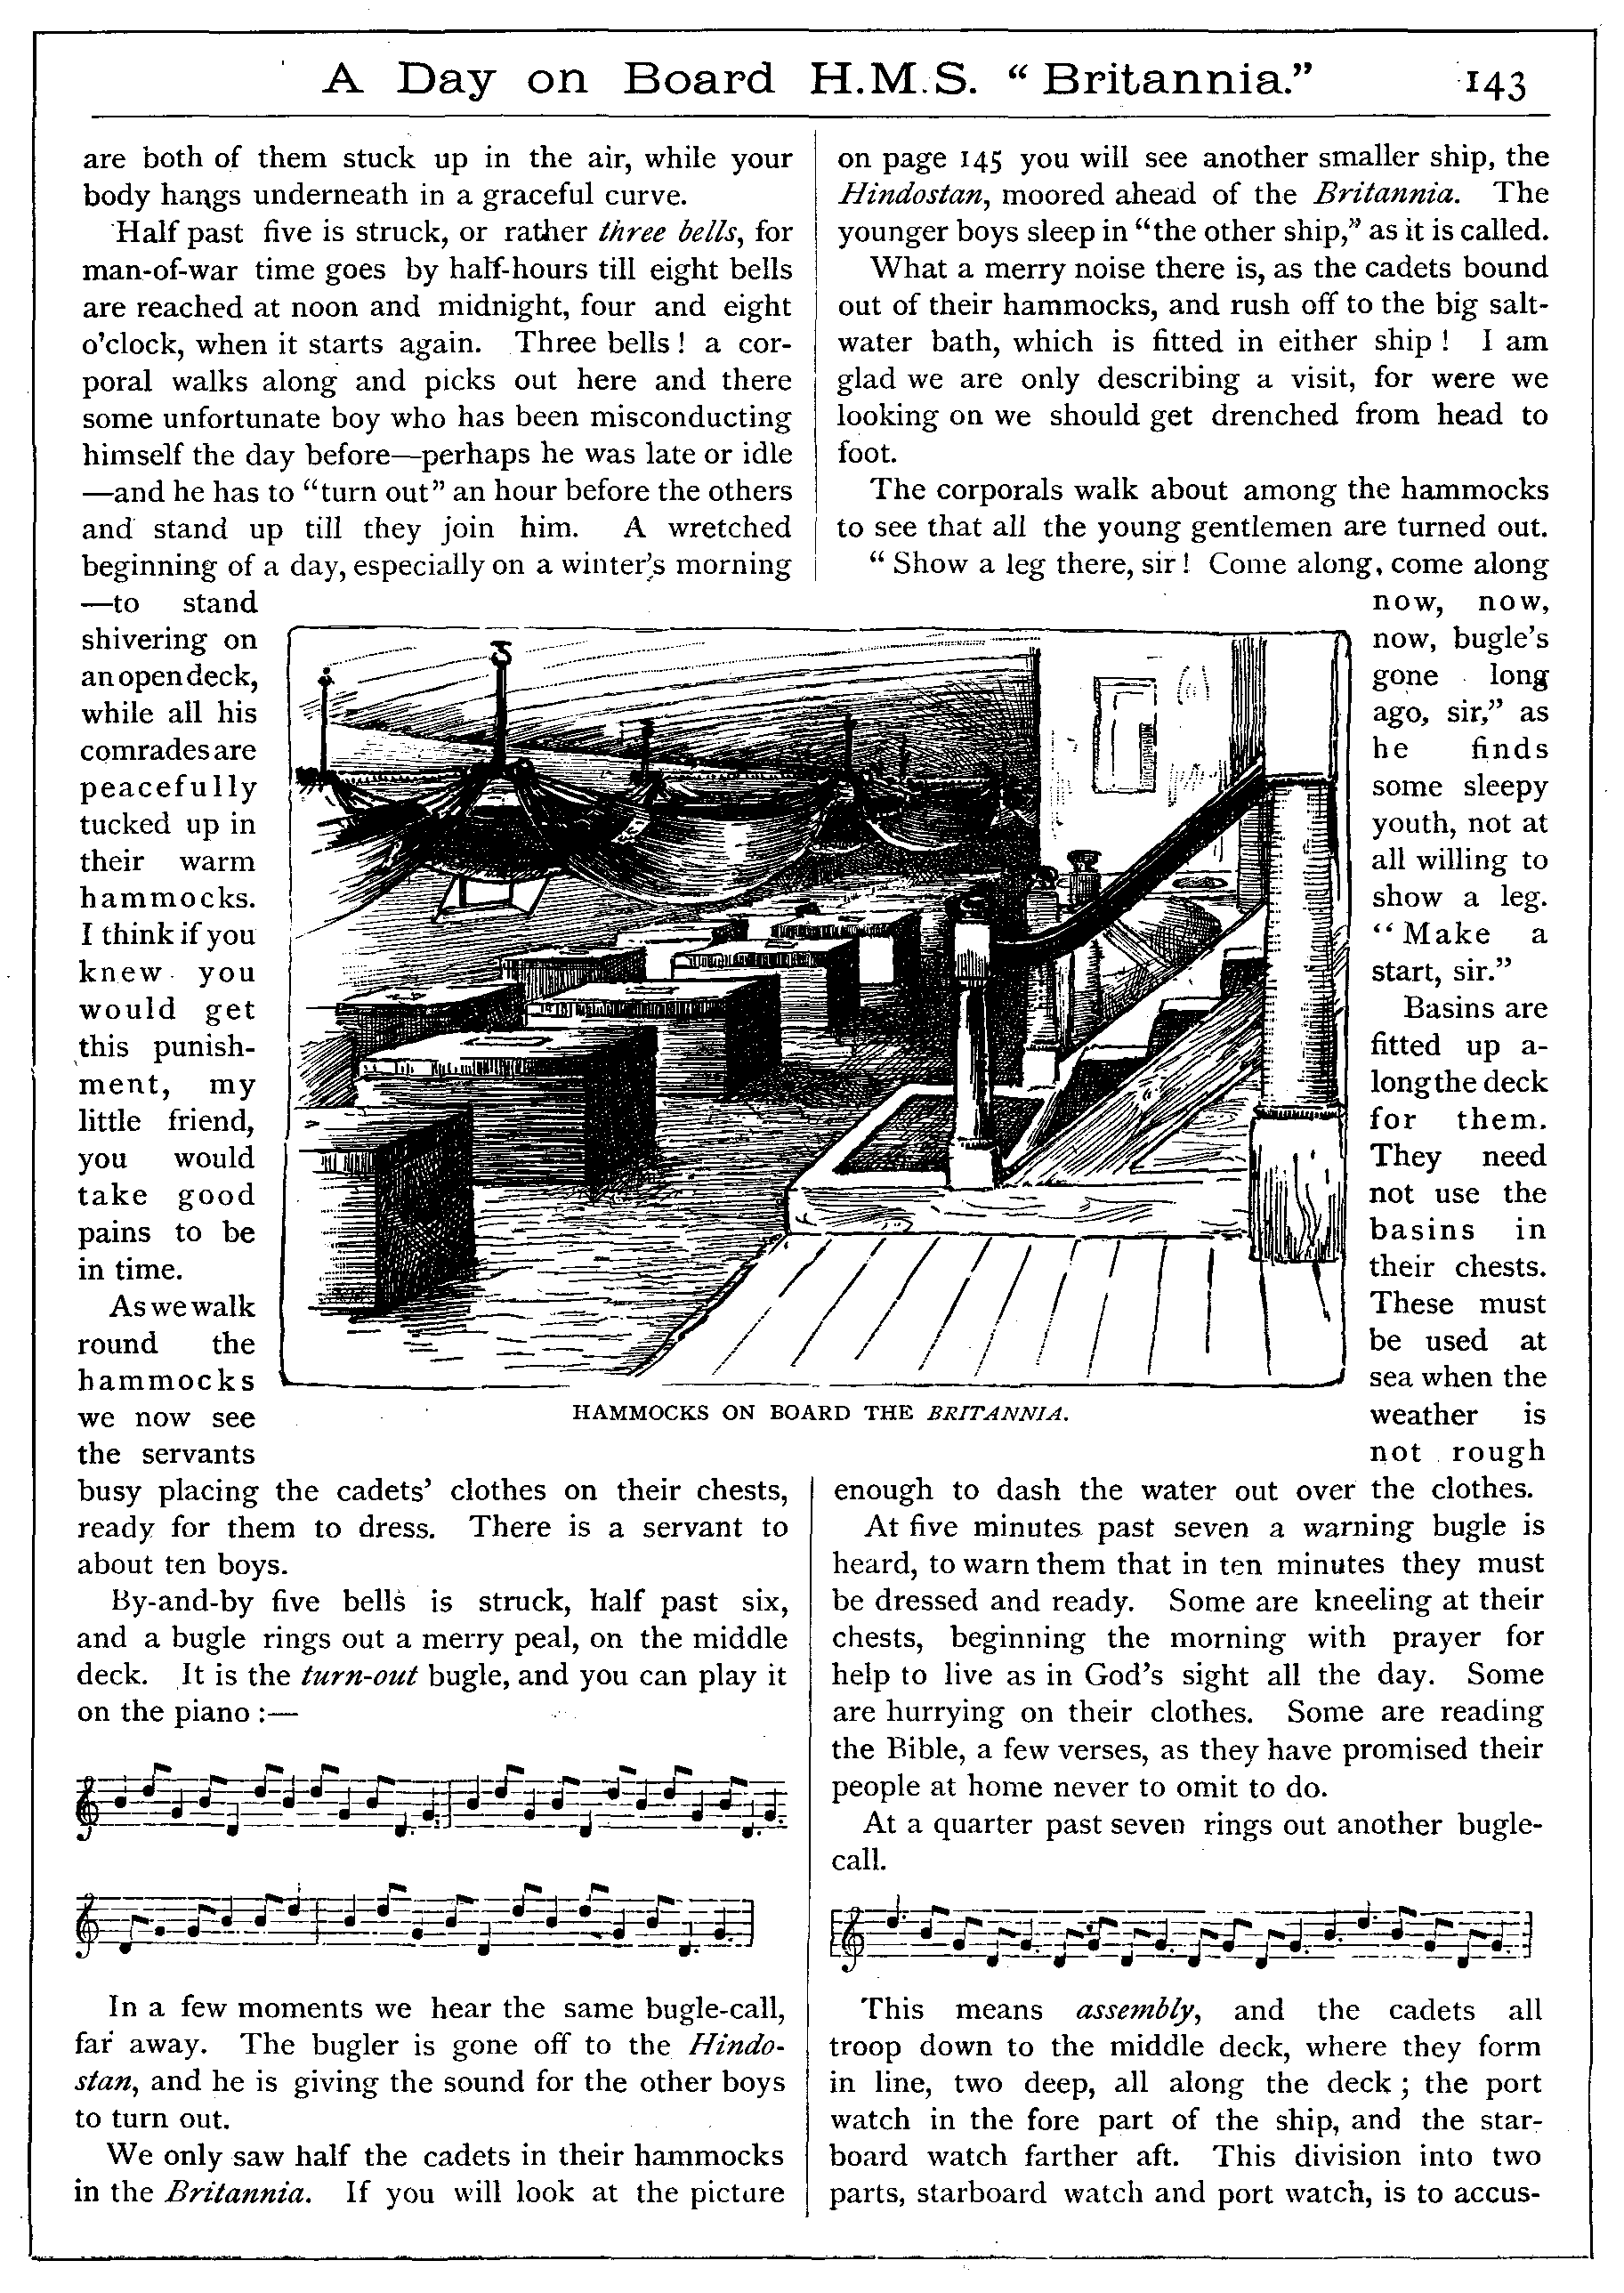 A Day on Board H.M.S. “Britannia.” 143
are both of them stuck up in the air, while your
body hangs underneath in a graceful curve.
Half past five is struck, or rather three bells, for
man-of-war time goes by half-hours till eight bells
are reached at noon and midnight, four and eight
o’clock, when it starts again. Three bells! a cor-
poral walks along and picks out here and there
some unfortunate boy who has been misconducting
himself the day before—perhaps he was late or idle
—and he has to “turn out” an hour before the others
and stand up till they join him. A wretched
beginning of a day, especially on a winter’s morning
—to stand
shivering on
an open deck,
while all his
comrades are
peacefully
tucked up in
their warm
hammocks.
I think if you
knew you
would get
this punish-
ment, my
little friend,
you would
take good
pains to be
in time.
As we walk
round the
hammocks
we now see
the servants
busy placing the cadets’ clothes on their chests,
ready for them to dress. There is a servant to
about ten boys.
By-and-by five bells is struck, half past six,
and a bugle rings out a merry peal, on the middle
deck. It is the turn-out bugle, and you can play it
on the piano :—
In a few moments we hear the same bugle-call,
far away. The bugler is gone off to the Hindo-
stan, and he is giving the sound for the other boys
to turn out.
We only saw half the cadets in their hammocks
in the Britannia. If you will look at the picture
on page 145 you will see another smaller ship, the
Hindostan, moored ahead of the Britannia. The
younger boys sleep in “the other ship,” as it is called.
What a merry noise there is, as the cadets bound
out of their hammocks, and rush off to the big salt-
water bath, which is fitted in either ship! I am
glad we are only describing a visit, for were we
looking on we should get drenched from head to
foot.
The corporals walk about among the hammocks
to see that all the young gentlemen are turned out.
“Show a leg there, sir! Come along, come along
now, now,
now, bugle’s
gone long
ago, sir,” as
he finds
some sleepy
youth, not at
all willing to
show a leg.
“Make a
start, sir.”
Basins are
fitted up a-
long the deck
for them.
They need
not use the
basins in
their chests.
These must
be used at
sea when the
weather is
not rough
enough to dash the water out over the clothes.
At five minutes past seven a warning bugle is
heard, to warn them that in ten minutes they must
be dressed and ready. Some are kneeling at their
chests, beginning the morning with prayer for
help to live as in God’s sight all the day. Some
are hurrying on their clothes. Some are reading
the Bible, a few verses, as they have promised their
people at home never to omit to do.
At a quarter past seven rings out another bugle-
call.
This means assembly, and the cadets all
troop down to the middle deck, where they form
in line, two deep, all along the deck; the port
watch in the fore part of the ship, and the star-
board watch farther aft. This division into two
parts, starboard watch and port watch, is to accus-
HAMMOCKS ON BOARD THE BRITANNIA.